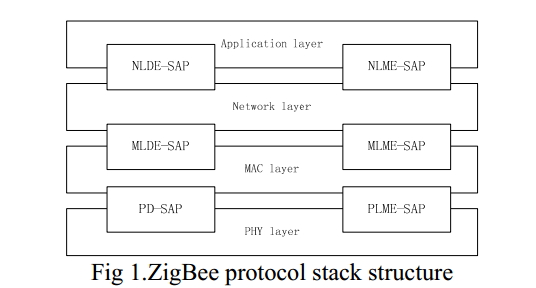 Application layer
NLDE-SAP NLME-SAP
Network layer
MLDE-SAP MLME-SAP
MAC layer
PD-SAP PLME-SAP
PHY layer
Fig 1.ZigBee protocol stack structure